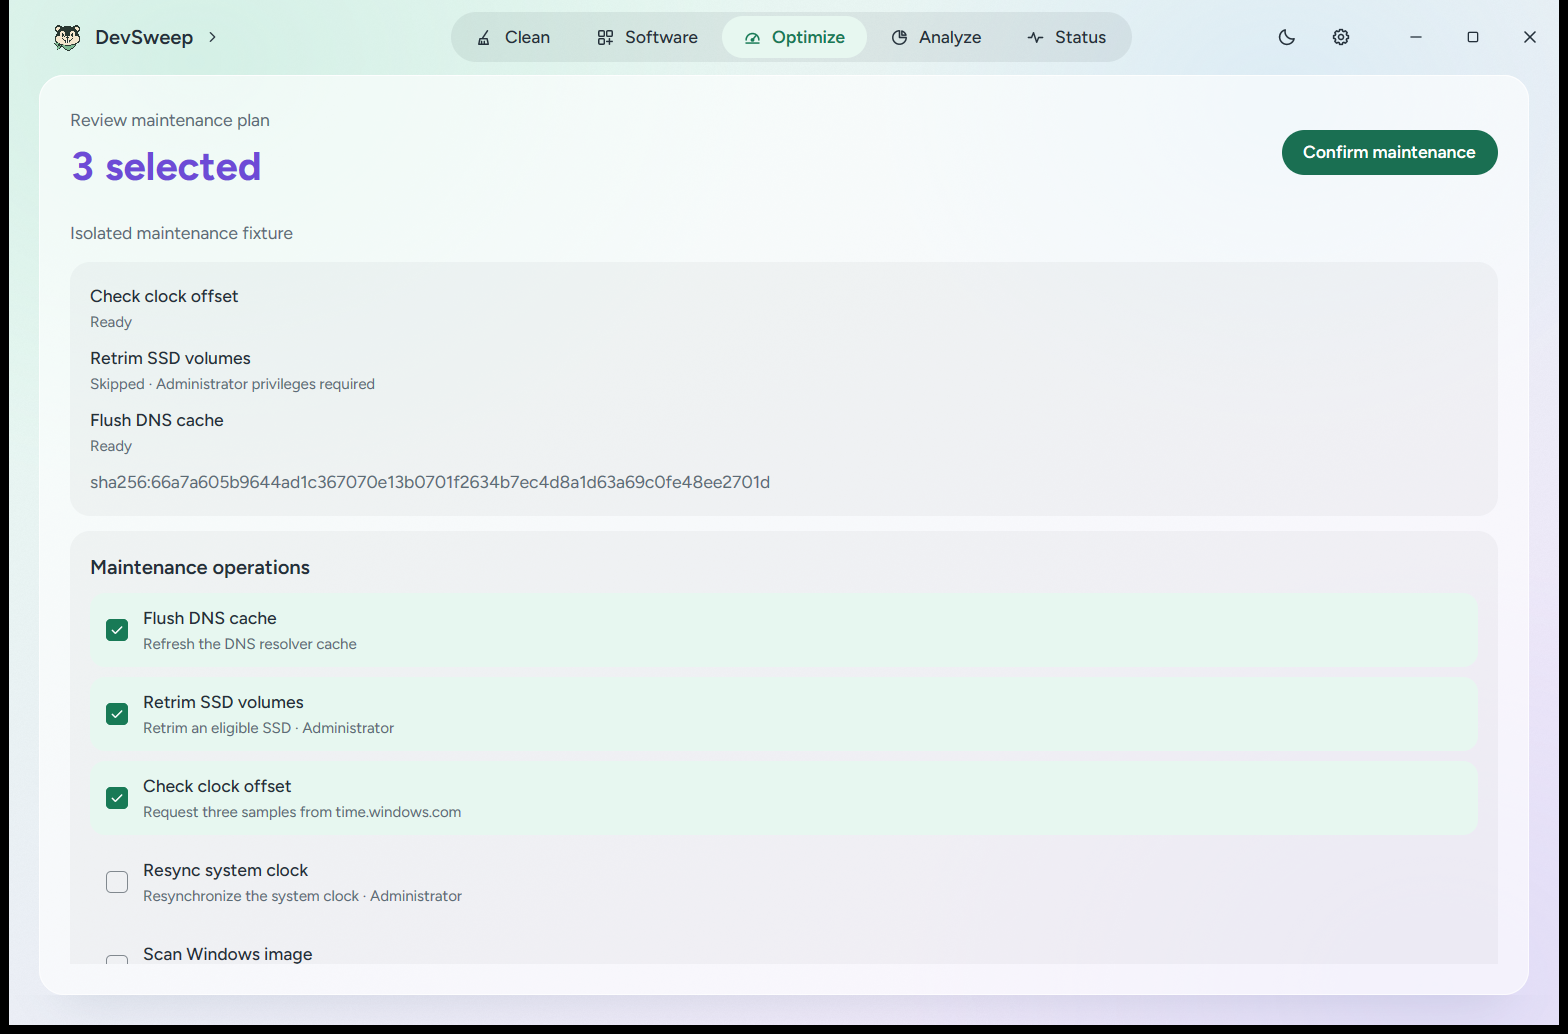 DevSweep
Clean
Software
Optimize
Analyze
Status
Review maintenance plan
3 selected
Confirm maintenance
Isolated maintenance fixture
Check clock offset
Ready
Retrim SSD volumes
Skipped · Administrator privileges required
Flush DNS cache
Ready
sha256:66a7a605b9644ad1c367070e13b0701f2634b7ec4d8a1d63a69c0fe48ee2701d
Maintenance operations
Flush DNS cache
Refresh the DNS resolver cache
Retrim SSD volumes
Retrim an eligible SSD · Administrator
Check clock offset
Request three samples from time.windows.com
Resync system clock
Resynchronize the system clock · Administrator
Scan Windows image